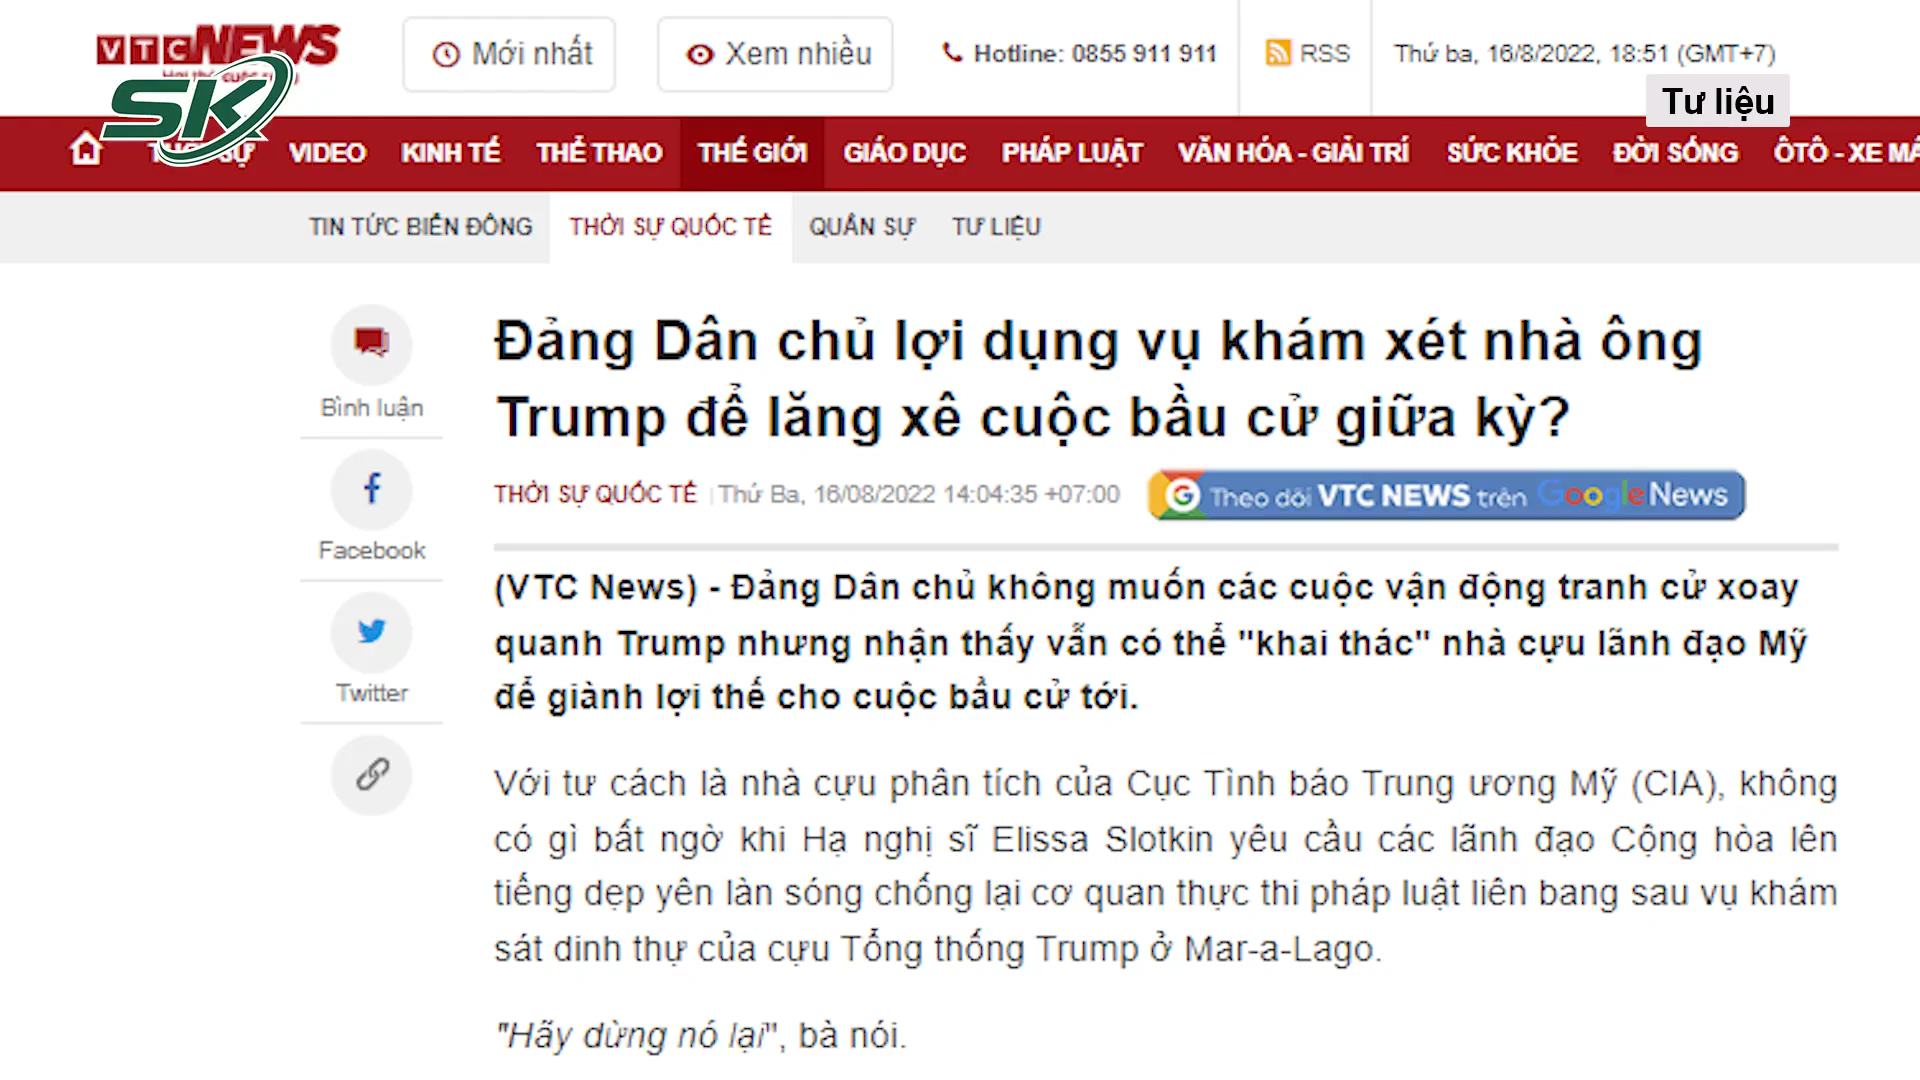 VTC NEWS
SK
Mới nhất
Xem nhiều
Hotline: 0855 911 911
RSS
Thứ ba, 16/8/2022, 18:51 (GMT+7)
Tư liệu
VIDEO KINH TẾ THỂ THAO THẾ GIỚI GIÁO DỤC PHÁP LUẬT VĂN HÓA - GIẢI TRÍ SỨC KHỎE ĐỜI SỐNG ÔTÔ - XE MÁ
TIN TỨC BIỂN ĐÔNG THỜI SỰ QUỐC TẾ QUÂN SỰ TƯ LIỆU
Đảng Dân chủ lợi dụng vụ khám xét nhà ông
Trump để lăng xê cuộc bầu cử giữa kỳ?
THỜI SỰ QUỐC TẾ | Thứ Ba, 16/08/2022 14:04:35 +07:00
Theo dõi VTC NEWS trên Google News
Bình luận
Facebook
Twitter
(VTC News) - Đảng Dân chủ không muốn các cuộc vận động tranh cử xoay
quanh Trump nhưng nhận thấy vẫn có thể "khai thác" nhà cựu lãnh đạo Mỹ
để giành lợi thế cho cuộc bầu cử tới.
Với tư cách là nhà cựu phân tích của Cục Tình báo Trung ương Mỹ (CIA), không
có gì bất ngờ khi Hạ nghị sĩ Elissa Slotkin yêu cầu các lãnh đạo Cộng hòa lên
tiếng dẹp yên làn sóng chống lại cơ quan thực thi pháp luật liên bang sau vụ khám
sát dinh thự của cựu Tổng thống Trump ở Mar-a-Lago.
"Hãy dừng nó lại", bà nói.